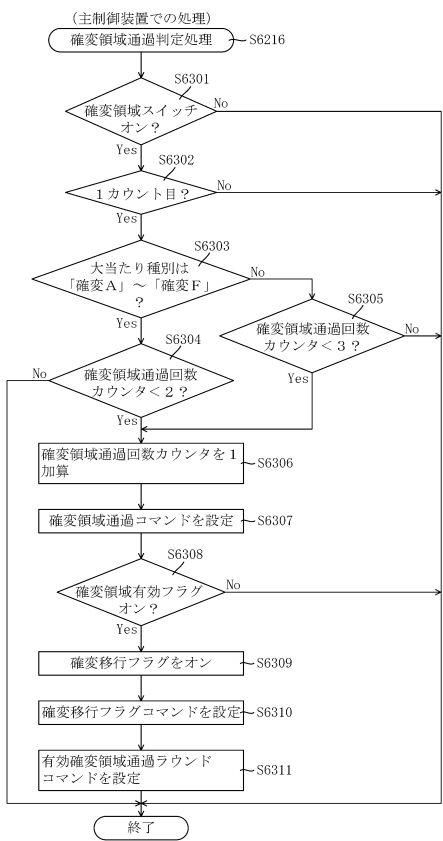 (主制御装置での処理)
確変領域通過判定処理
S6216
S6301
確変領域スイッチ
オン?
No
Yes
S6302
1カウント目?
No
Yes
S6303
大当たり種別は
「確変A」~「確変F」
?
No
Yes
S6305
確変領域通過回数
カウンタ<3?
No
Yes
S6304
確変領域通過回数
カウンタ<2?
No
Yes
確変領域通過回数カウンタを1
加算
S6306
確変領域通過コマンドを設定
S6307
S6308
確変領域有効フラグ
オン?
No
Yes
確変移行フラグをオン
S6309
確変移行フラグコマンドを設定
S6310
有効確変領域通過ラウンド
コマンドを設定
S6311
終了